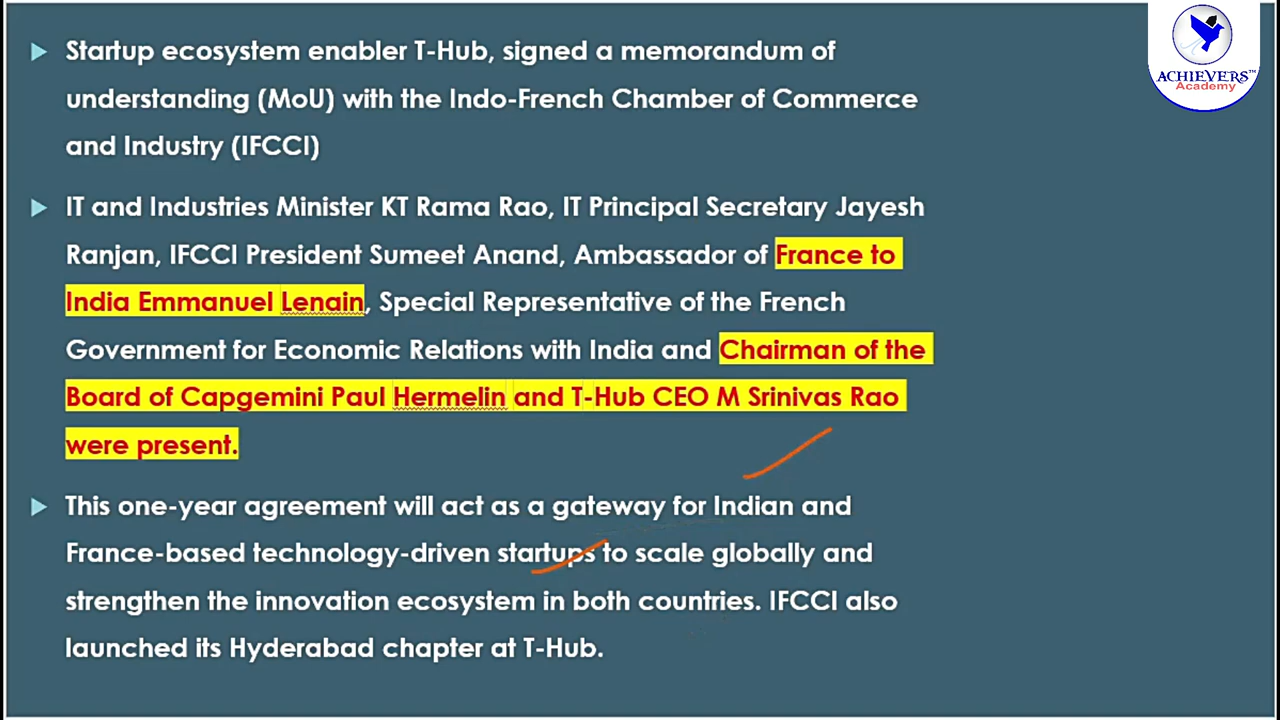 Startup ecosystem enabler T-Hub, signed a memorandum of
understanding (MoU) with the Indo-French Chamber of Commerce
and Industry (IFCCI)
IT and Industries Minister KT Rama Rao, IT Principal Secretary Jayesh
Ranjan, IFCCI President Sumeet Anand, Ambassador of France to
India Emmanuel Lenain, Special Representative of the French
Government for Economic Relations with India and Chairman of the
Board of Capgemini Paul Hermelin and T-Hub CEO M Srinivas Rao
were present.
This one-year agreement will act as a gateway for Indian and
France-based technology-driven startups to scale globally and
strengthen the innovation ecosystem in both countries. IFCCI also
launched its Hyderabad chapter at T-Hub.
ACHIEVERS™
Academy